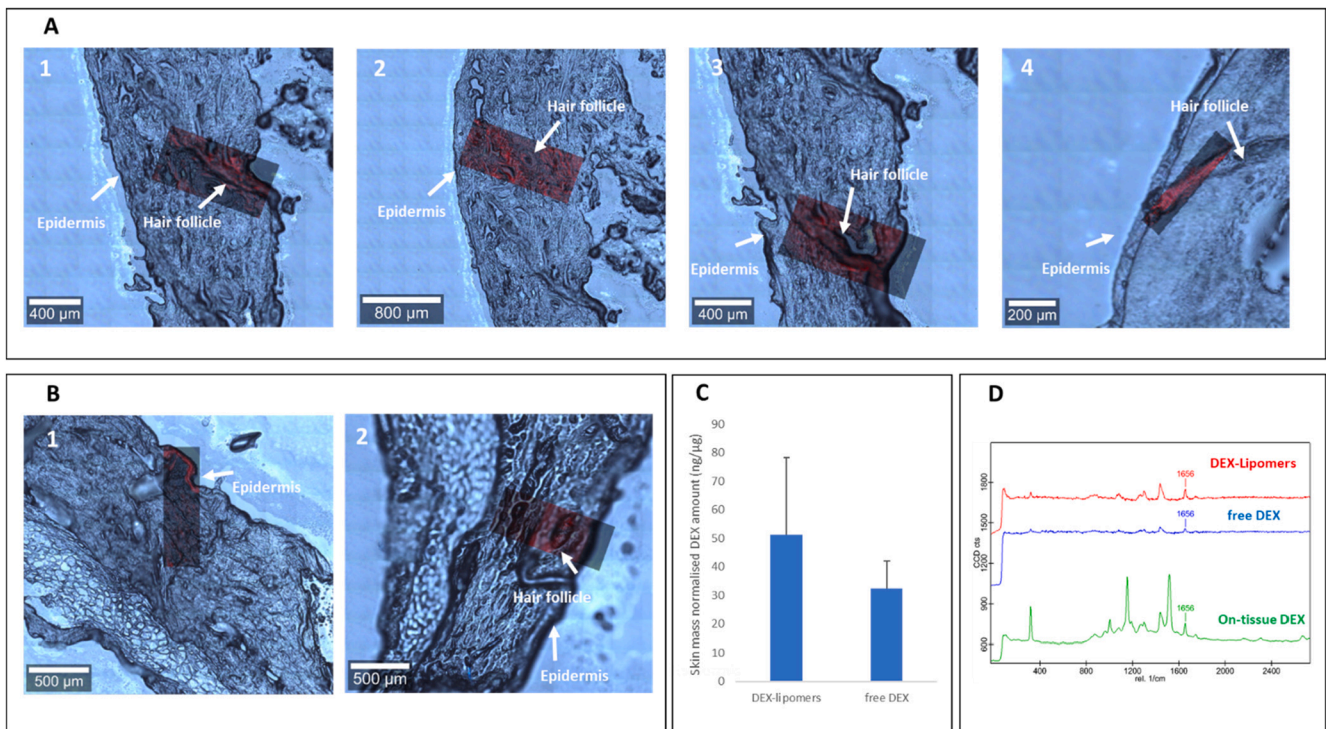 A
1
Epidermis
Hair follicle
400 µm
2
Hair follicle
Epidermis
800 µm
3
Hair follicle
Epidermis
400 µm
4
Hair follicle
Epidermis
200 µm
B
1
Epidermis
500 µm
2
Hair follicle
Epidermis
500 µm
C
Skin mass normalised DEX amount (ng/µg)
90
80
70
60
50
40
30
20
10
0
DEX-lipomers free DEX
D
DEX-Lipomers
1656
free DEX
1656
On-tissue DEX
1656
CCD cts
1800
1500
1200
900
600
400 1200 1600 2400
rel. 1/cm